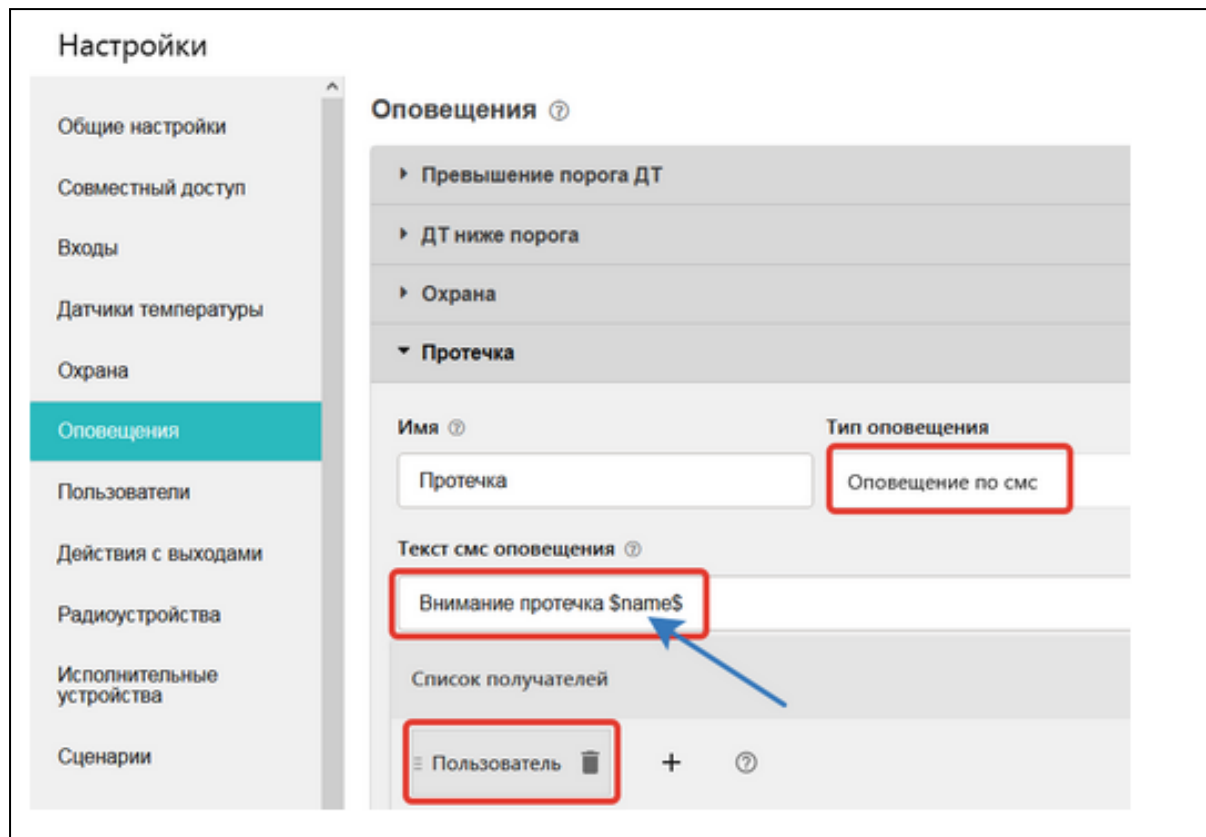 Настройки
Общие настройки
Совместный доступ
Входы
Датчики температуры
Охрана
Оповещения
Пользователи
Действия с выходами
Радиоустройства
Исполнительные
устройства
Сценарии
Оповещения
Превышение порога ДТ
ДТ ниже порога
Охрана
Протечка
Имя
Тип оповещения
Протечка
Оповещение по смс
Текст смс оповещения
Внимание протечка $name$
Список получателей
Пользователь